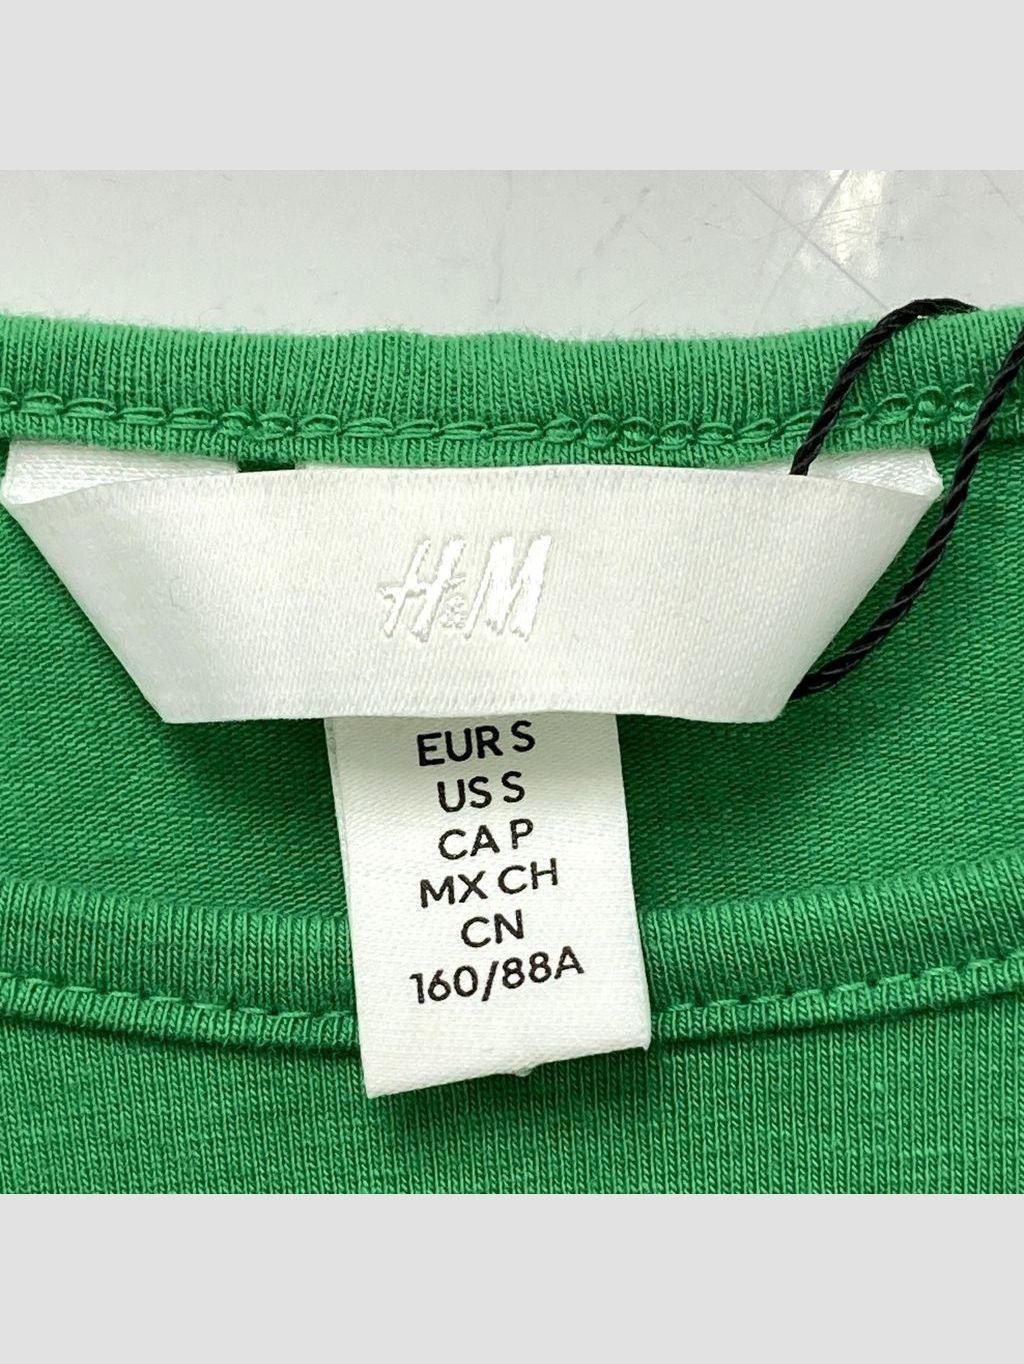 H&M
EUR S
US S
CA P
MX CH
CN
160/88A